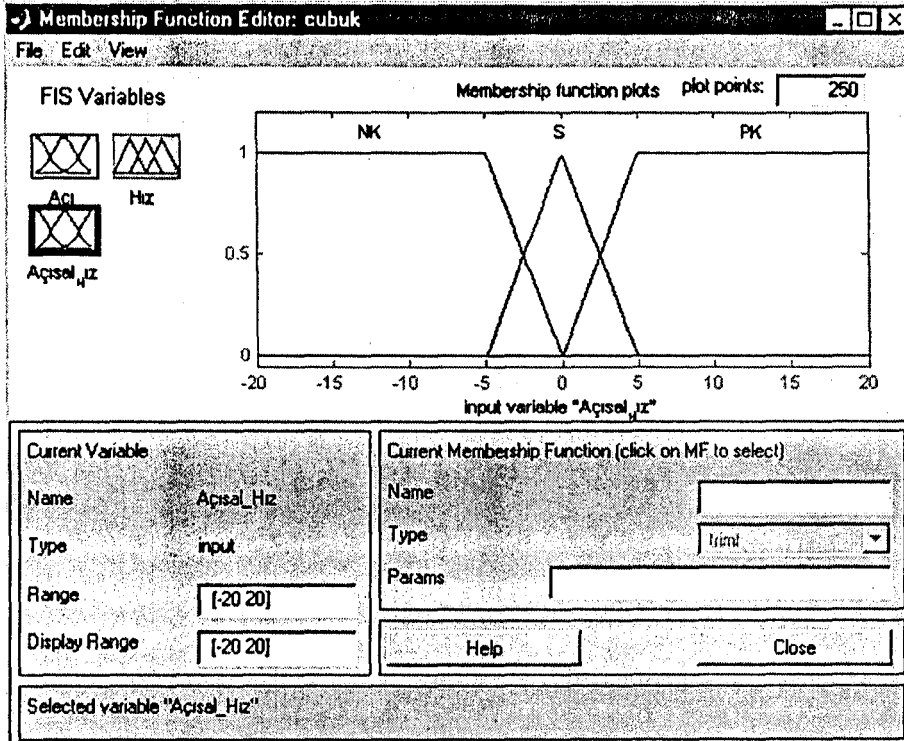 Membership Function Editor: cubuk
File Edit View
FIS Variables
Membership function plots plot points: 250
Açı
Hız
Açısal_Hız
NK S PK
1
0.5
0
-20 -15 -10 -5 0 5 10 15 20
input variable "Açısal_Hız"
Current Variable
Name Açısal_Hız
Type input
Range [-20 20]
Display Range [-20 20]
Current Membership Function (click on MF to select)
Name
Type trimf
Params
Help Close
Selected variable "Açısal_Hız"